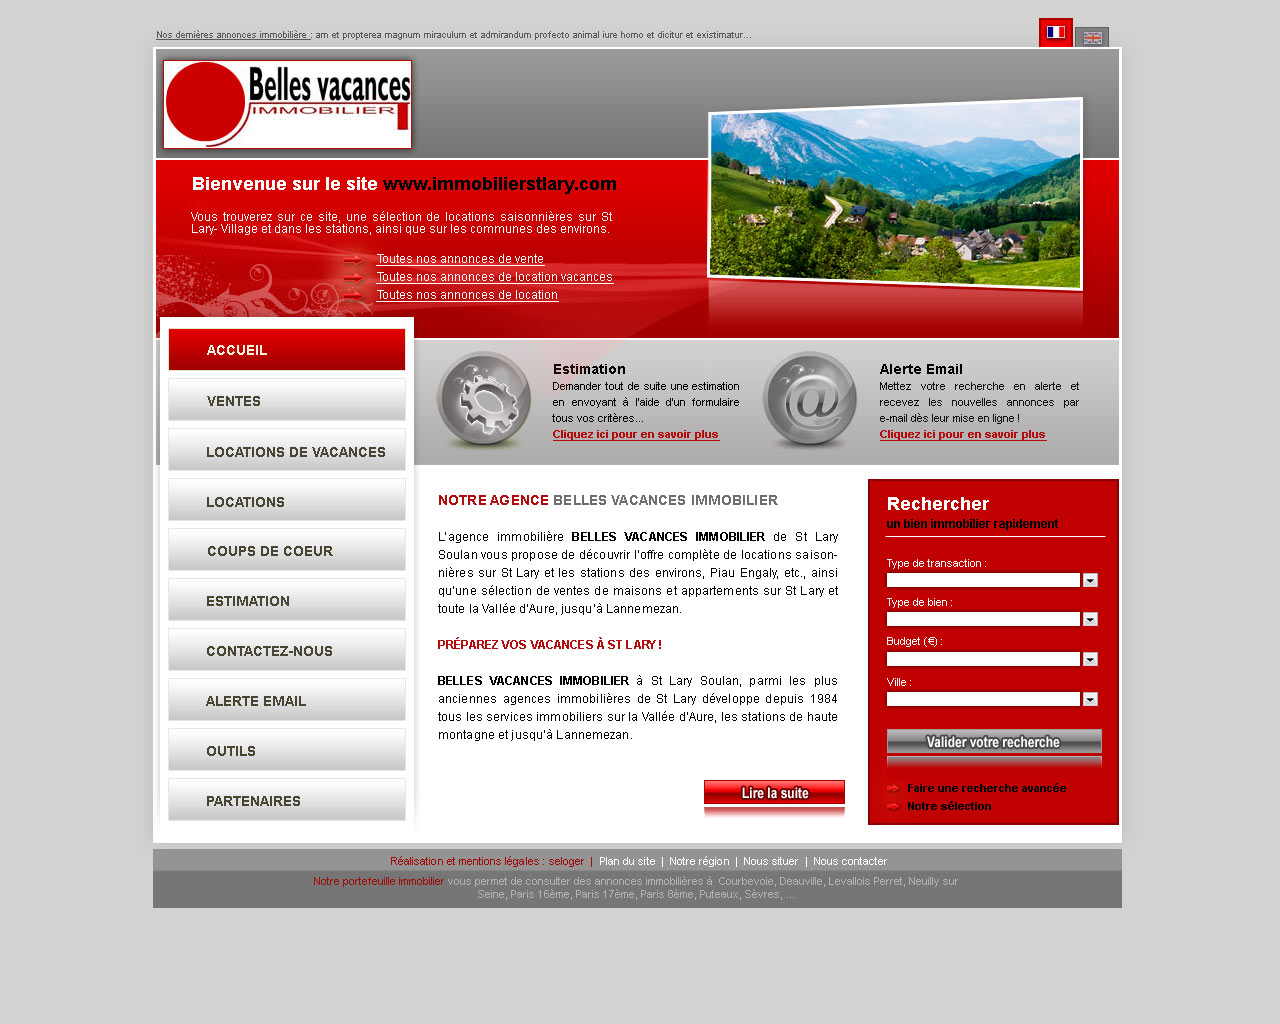 Nos dernières annonces immobilière : am et propterea magnum miraculum et admirandum profecto animal iure homo et dicitur et existimatur...
Belles vacances
IMMOBILIER
Bienvenue sur le site www.immobilierstlary.com
Vous trouverez sur ce site, une sélection de locations saisonnières sur St
Lary- Village et dans les stations, ainsi que sur les communes des environs.
Toutes nos annonces de vente
Toutes nos annonces de location vacances
Toutes nos annonces de location
ACCUEIL
VENTES
LOCATIONS DE VACANCES
LOCATIONS
COUPS DE COEUR
ESTIMATION
CONTACTEZ-NOUS
ALERTE EMAIL
OUTILS
PARTENAIRES
Estimation
Demander tout de suite une estimation
en envoyant à l'aide d'un formulaire
tous vos critères...
Cliquez ici pour en savoir plus
@
Alerte Email
Mettez votre recherche en alerte et
recevez les nouvelles annonces par
e-mail dès leur mise en ligne !
Cliquez ici pour en savoir plus
NOTRE AGENCE BELLES VACANCES IMMOBILIER
L'agence immobilière BELLES VACANCES IMMOBILIER de St Lary
Soulan vous propose de découvrir l'offre complète de locations saison-
nières sur St Lary et les stations des environs, Piau Engaly, etc., ainsi
qu'une sélection de ventes de maisons et appartements sur St Lary et
toute la Vallée d'Aure, jusqu'à Lannemezan.
PRÉPAREZ VOS VACANCES À ST LARY !
BELLES VACANCES IMMOBILIER à St Lary Soulan, parmi les plus
anciennes agences immobilières de St Lary développe depuis 1984
tous les services immobiliers sur la Vallée d'Aure, les stations de haute
montagne et jusqu'à Lannemezan.
Lire la suite
Rechercher
un bien immobilier rapidement
Type de transaction :
Type de bien :
Budget (€) :
Ville :
Valider votre recherche
Faire une recherche avancée
Notre sélection
Réalisation et mentions légales : seloger | Plan du site | Notre région | Nous situer | Nous contacter
Notre portefeuille immobilier vous permet de consulter des annonces immobilières à Courbevoie, Deauville, Levallois Perret, Neuilly sur
Seine, Paris 16ème, Paris 17ème, Paris 8ème, Puteaux, Sèvres, ...